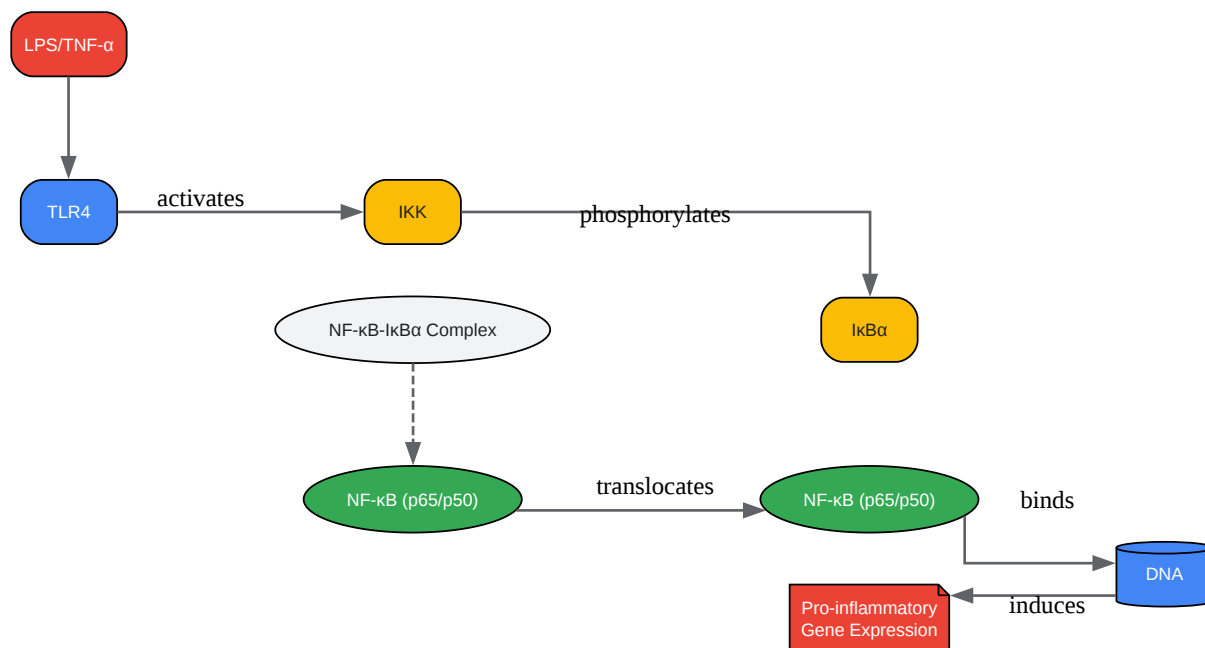 LPS/TNF-α
TLR4
activates
IKK
phosphorylates
NF-κB-IκBα Complex
IκBα
NF-κB (p65/p50)
translocates
NF-κB (p65/p50)
binds
DNA
induces
Pro-inflammatory
Gene Expression